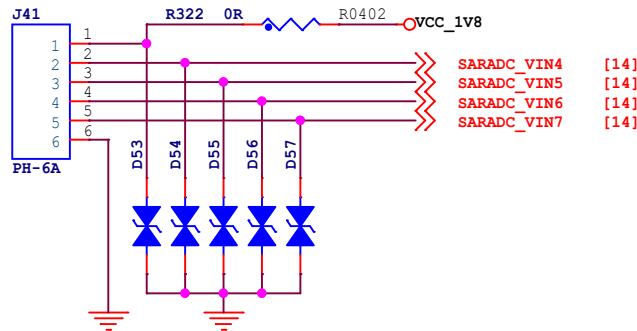 J41 R322 0R R0402 VCC_1V8
1 1
2 2 SARADC_VIN4 [14]
3 3 SARADC_VIN5 [14]
4 4 SARADC_VIN6 [14]
5 5 SARADC_VIN7 [14]
6 6
PH-6A
D53 D54 D55 D56 D57